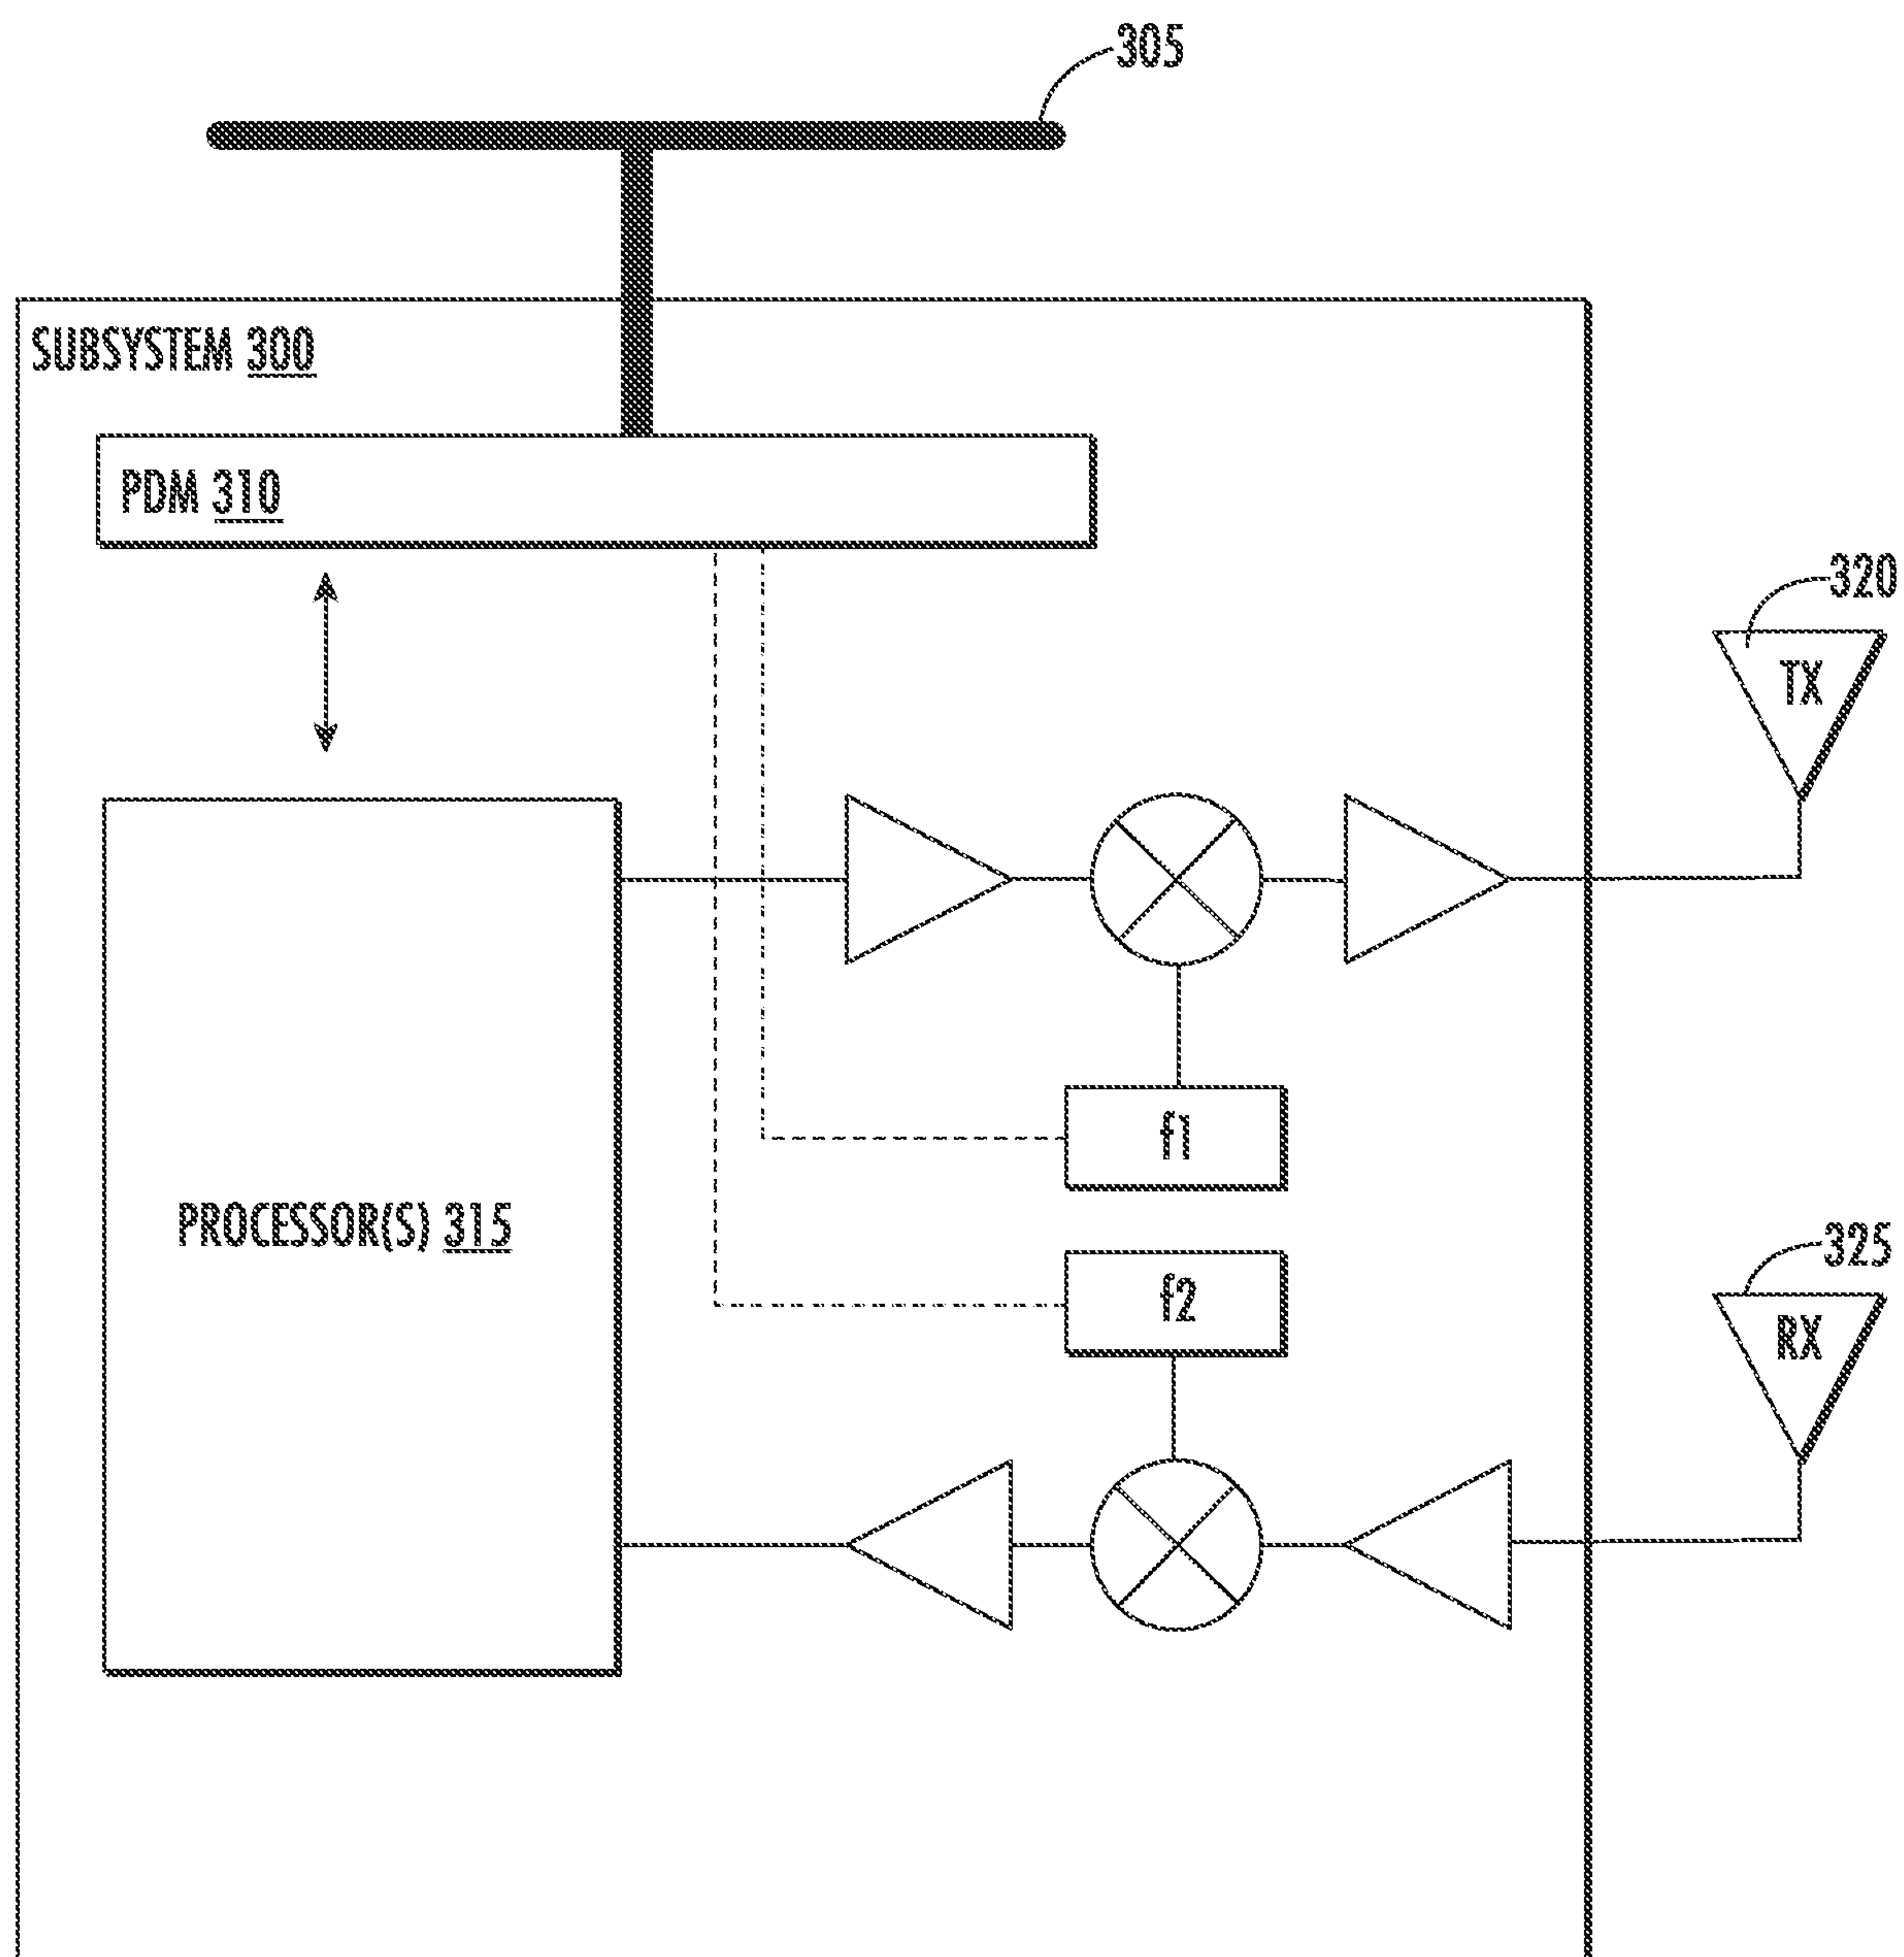 305
SUBSYSTEM 300
PDM 310
320
TX
f1
PROCESSOR(S) 315
f2
325
RX